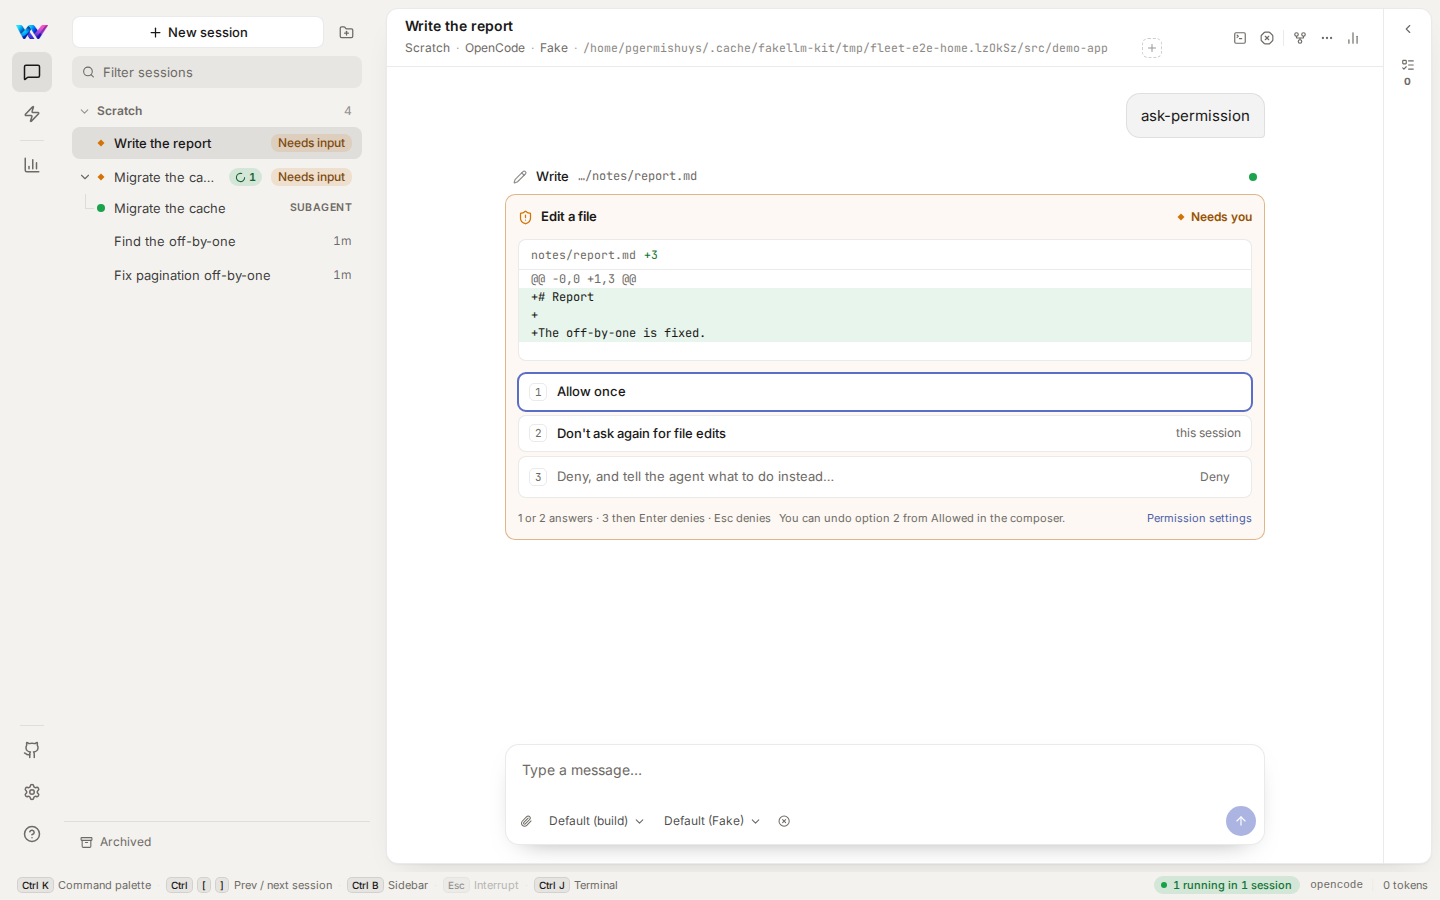 New session
Filter sessions
Scratch 4
Write the report Needs input
Migrate the ca... 1 Needs input
Migrate the cache SUBAGENT
Find the off-by-one 1m
Fix pagination off-by-one 1m
Archived
Write the report
Scratch · OpenCode · Fake · /home/pgermishuys/.cache/fakellm-kit/tmp/fleet-e2e-home.lzOkSz/src/demo-app
0
ask-permission
Write …/notes/report.md
Edit a file Needs you
notes/report.md +3
@@ -0,0 +1,3 @@
+# Report
+
+The off-by-one is fixed.
1 Allow once
2 Don't ask again for file edits this session
3 Deny, and tell the agent what to do instead... Deny
1 or 2 answers · 3 then Enter denies · Esc denies You can undo option 2 from Allowed in the composer. Permission settings
Type a message...
Default (build) Default (Fake)
Ctrl K Command palette Ctrl [ ] Prev / next session Ctrl B Sidebar Esc Interrupt Ctrl J Terminal 1 running in 1 session opencode 0 tokens